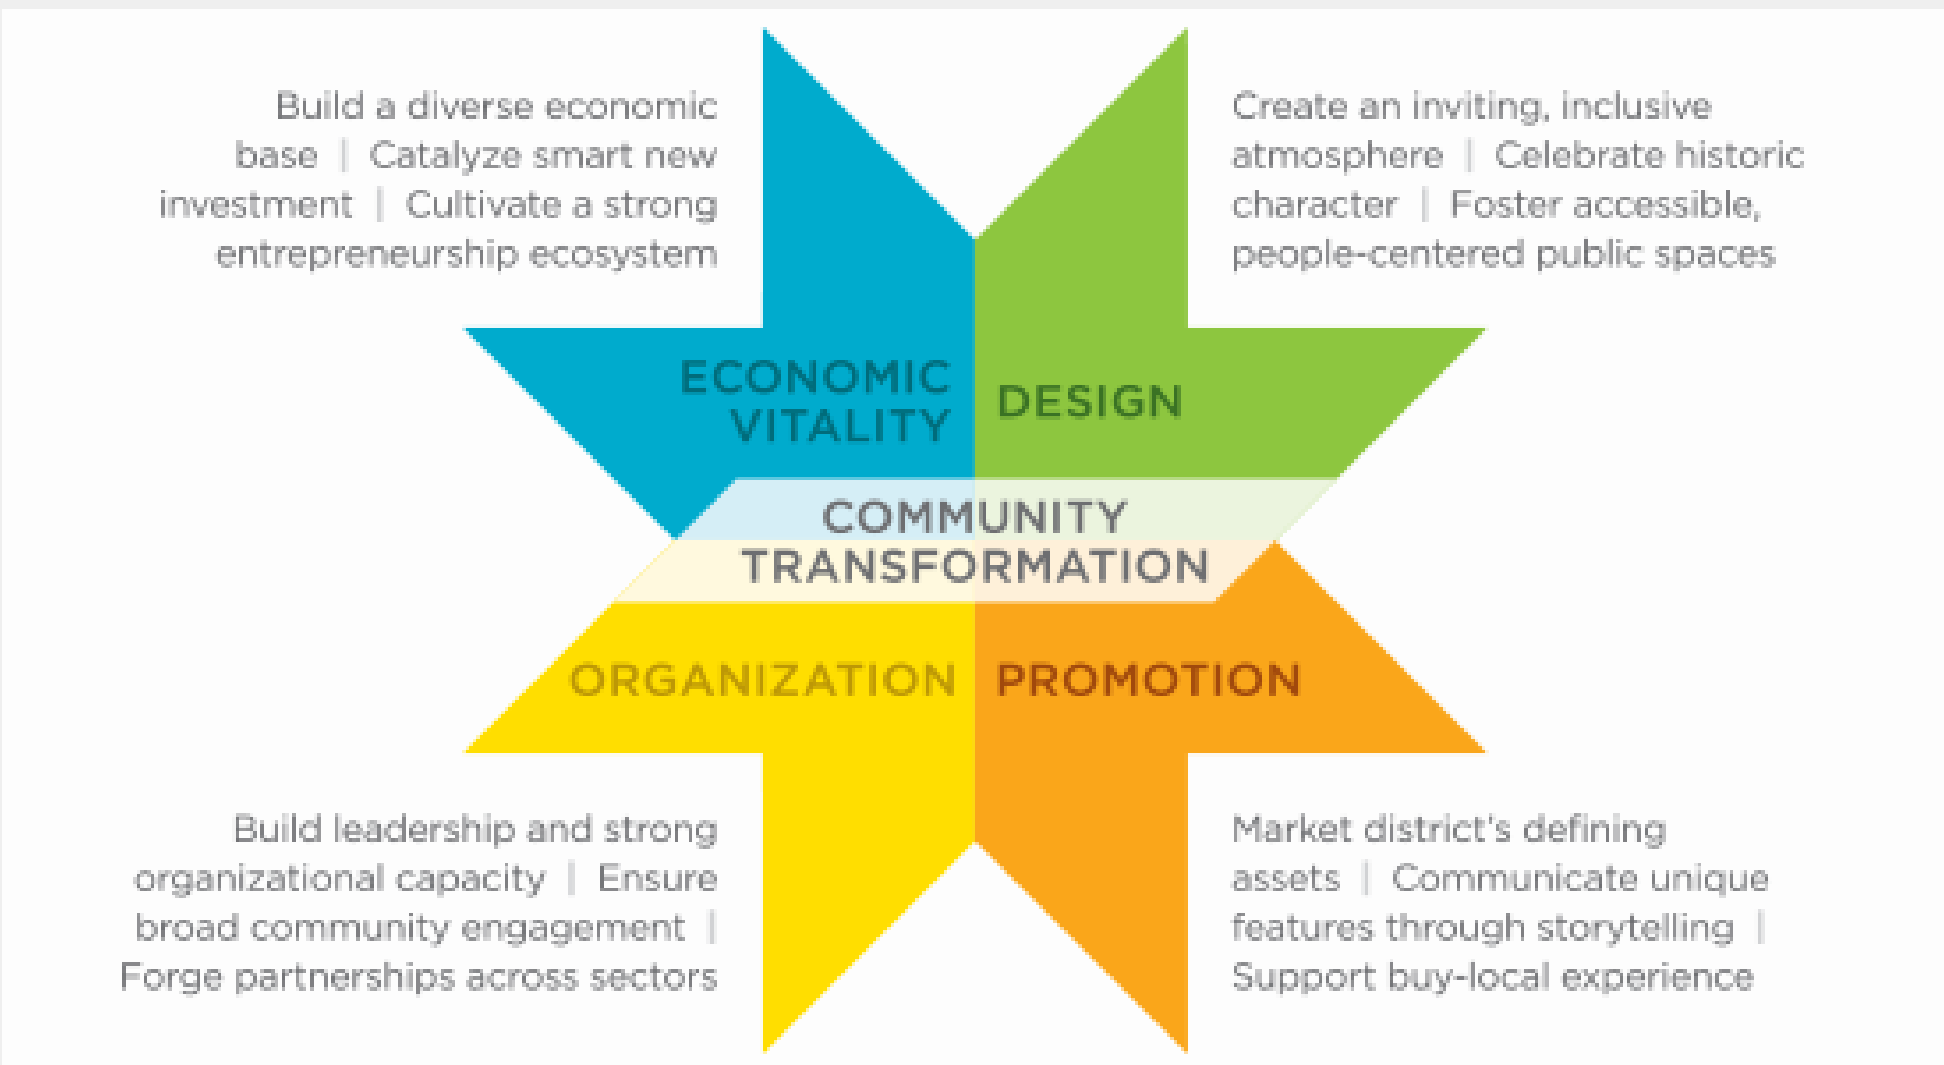 Build a diverse economic
base | Catalyze smart new
investment | Cultivate a strong
entrepreneurship ecosystem
Create an inviting, inclusive
atmosphere | Celebrate historic
character | Foster accessible,
people-centered public spaces
ECONOMIC
VITALITY
DESIGN
COMMUNITY
TRANSFORMATION
ORGANIZATION
PROMOTION
Build leadership and strong
organizational capacity | Ensure
broad community engagement |
Forge partnerships across sectors
Market district's defining
assets | Communicate unique
features through storytelling |
Support buy-local experience